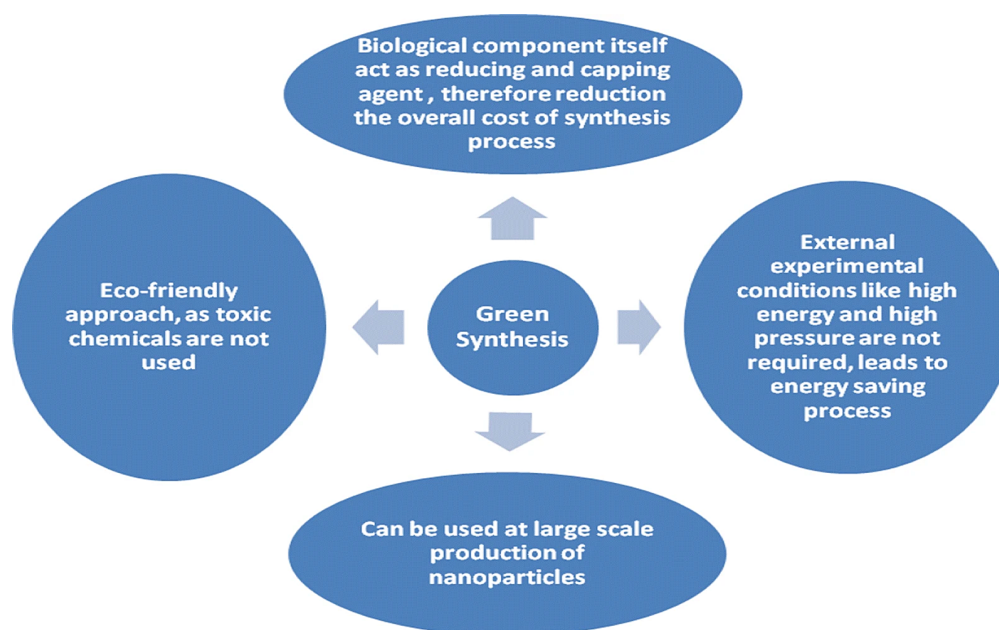 Biological component itself
act as reducing and capping
agent , therefore reduction
the overall cost of synthesis
process
Eco-friendly
approach, as toxic
chemicals are not
used
Green
Synthesis
External
experimental
conditions like high
energy and high
pressure are not
required, leads to
energy saving
process
Can be used at large scale
production of
nanoparticles